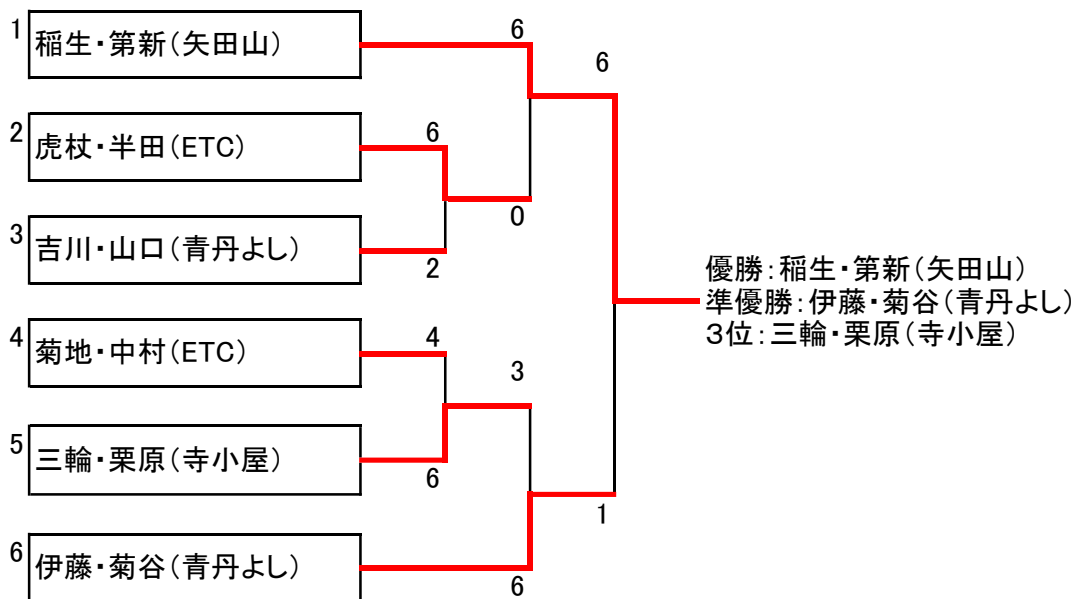 1
稲生・第新(矢田山)
6
6
2
虎杖・半田(ETC)
6
0
3
吉川・山口(青丹よし)
2
優勝:稲生・第新(矢田山)
準優勝:伊藤・菊谷(青丹よし)
3位:三輪・栗原(寺小屋)
4
菊地・中村(ETC)
4
3
5
三輪・栗原(寺小屋)
6
1
6
伊藤・菊谷(青丹よし)
6